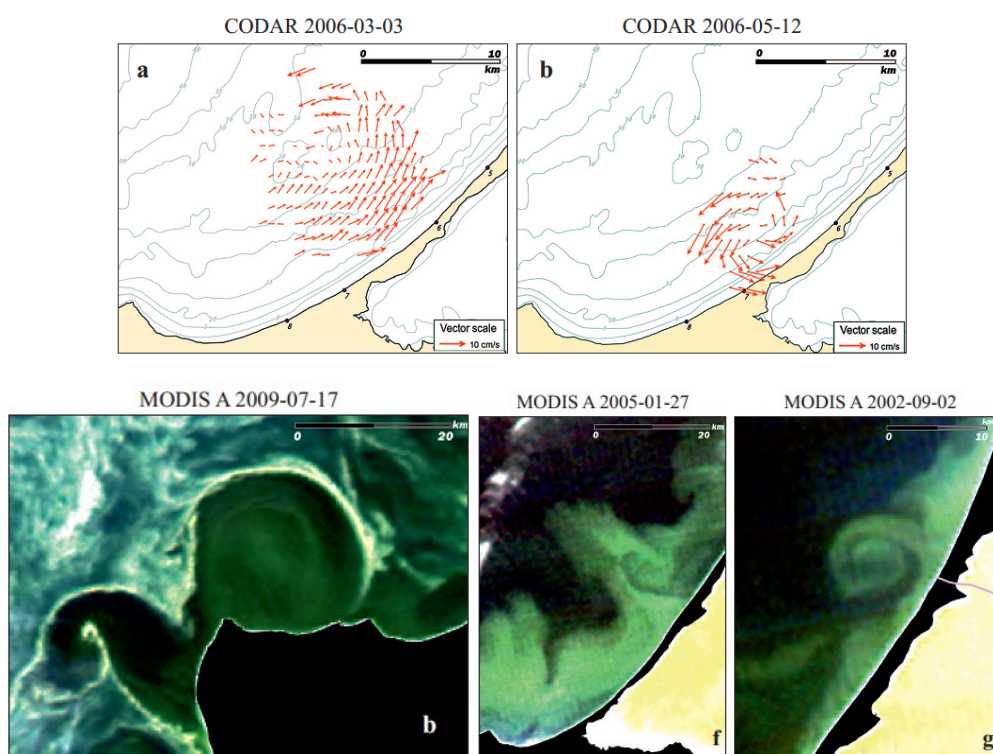 CODAR 2006-03-03
a
0 10
km
5
6
7
8
Vector scale
10 cm/s
CODAR 2006-05-12
b
0 10
km
5
6
7
8
Vector scale
10 cm/s
MODIS A 2009-07-17
km
0 20
b
MODIS A 2005-01-27
km
0 20
f
MODIS A 2002-09-02
km
0 10
g